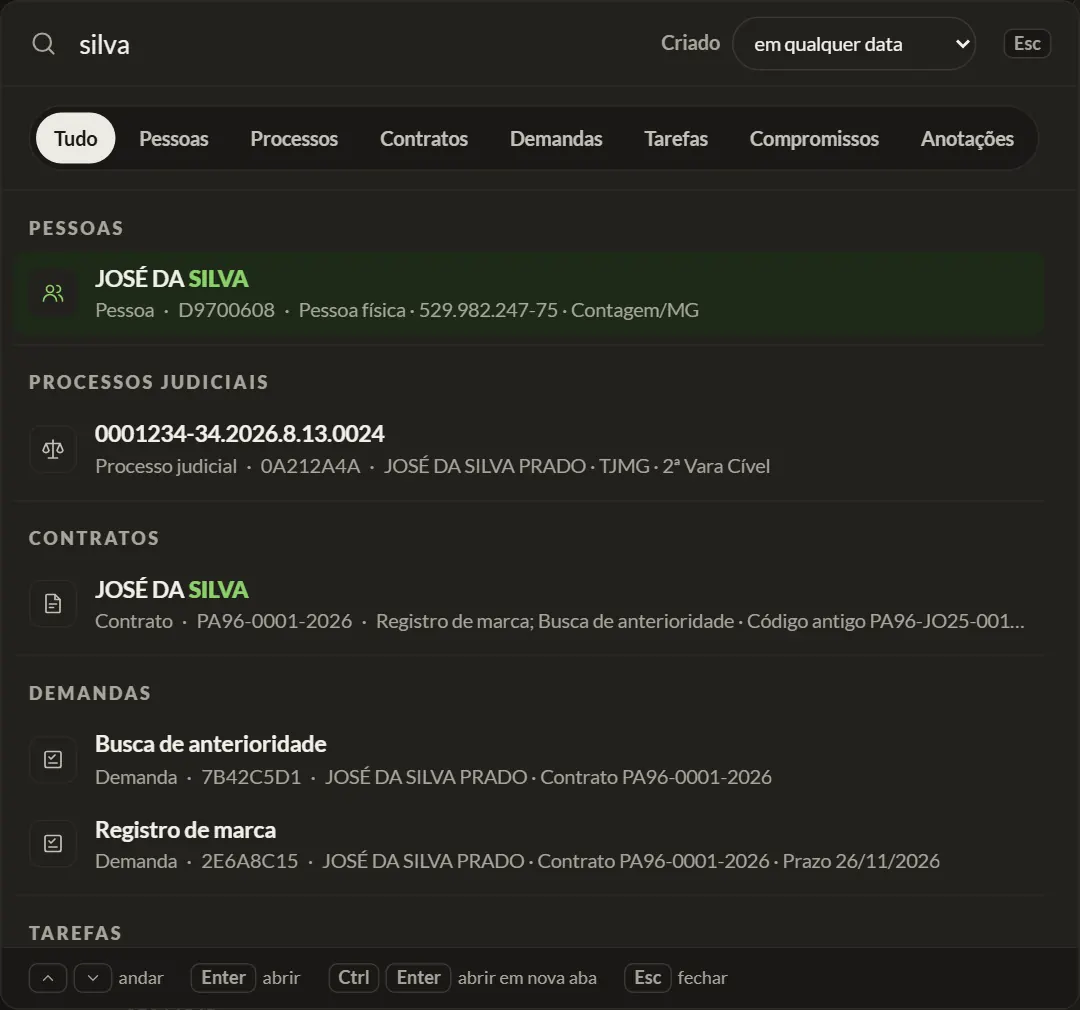 silva
Criado em qualquer data Esc
Tudo Pessoas Processos Contratos Demandas Tarefas Compromissos Anotações
PESSOAS
JOSÉ DA SILVA
Pessoa · D9700608 · Pessoa física · 529.982.247-75 · Contagem/MG
PROCESSOS JUDICIAIS
0001234-34.2026.8.13.0024
Processo judicial · 0A212A4A · JOSÉ DA SILVA PRADO · TJMG · 2ª Vara Cível
CONTRATOS
JOSÉ DA SILVA
Contrato · PA96-0001-2026 · Registro de marca; Busca de anterioridade · Código antigo PA96-JO25-001...
DEMANDAS
Busca de anterioridade
Demanda · 7B42C5D1 · JOSÉ DA SILVA PRADO · Contrato PA96-0001-2026
Registro de marca
Demanda · 2E6A8C15 · JOSÉ DA SILVA PRADO · Contrato PA96-0001-2026 · Prazo 26/11/2026
TAREFAS
andar Enter abrir Ctrl Enter abrir em nova aba Esc fechar